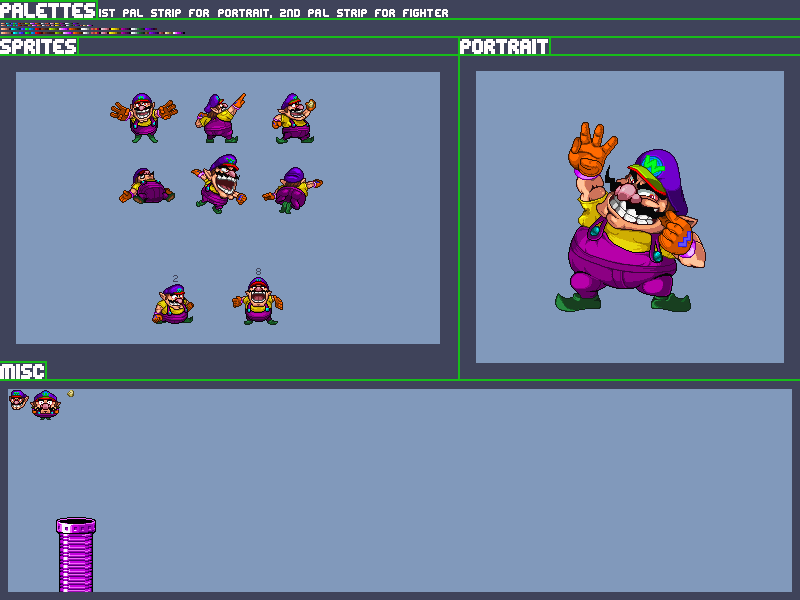 PALETTES 1ST PAL STRIP FOR PORTRAIT, 2ND PAL STRIP FOR FIGHTER
SPRITES PORTRAIT
2 8
MISC